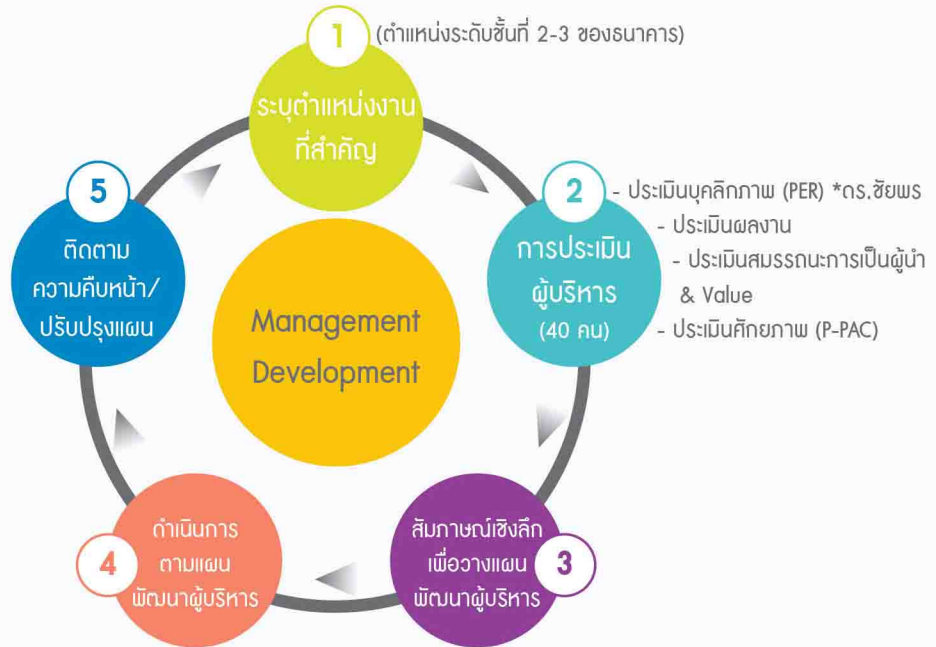 1
(ตำแหน่งระดับชั้นที่ 2-3 ของธนาคาร)
ระบุตำแหน่งงาน
ที่สำคัญ
2
- ประเมินบุคลิกภาพ (PER) *ดร.ชัยพร
- ประเมินผลงาน
- ประเมินสมรรถนะการเป็นผู้นำ
& Value
- ประเมินศักยภาพ (P-PAC)
การประเมิน
ผู้บริหาร
(40 คน)
3
สัมภาษณ์เชิงลึก
เพื่อวางแผน
พัฒนาผู้บริหาร
4
ดำเนินการ
ตามแผน
พัฒนาผู้บริหาร
5
ติดตาม
ความคืบหน้า/
ปรับปรุงแผน
Management
Development